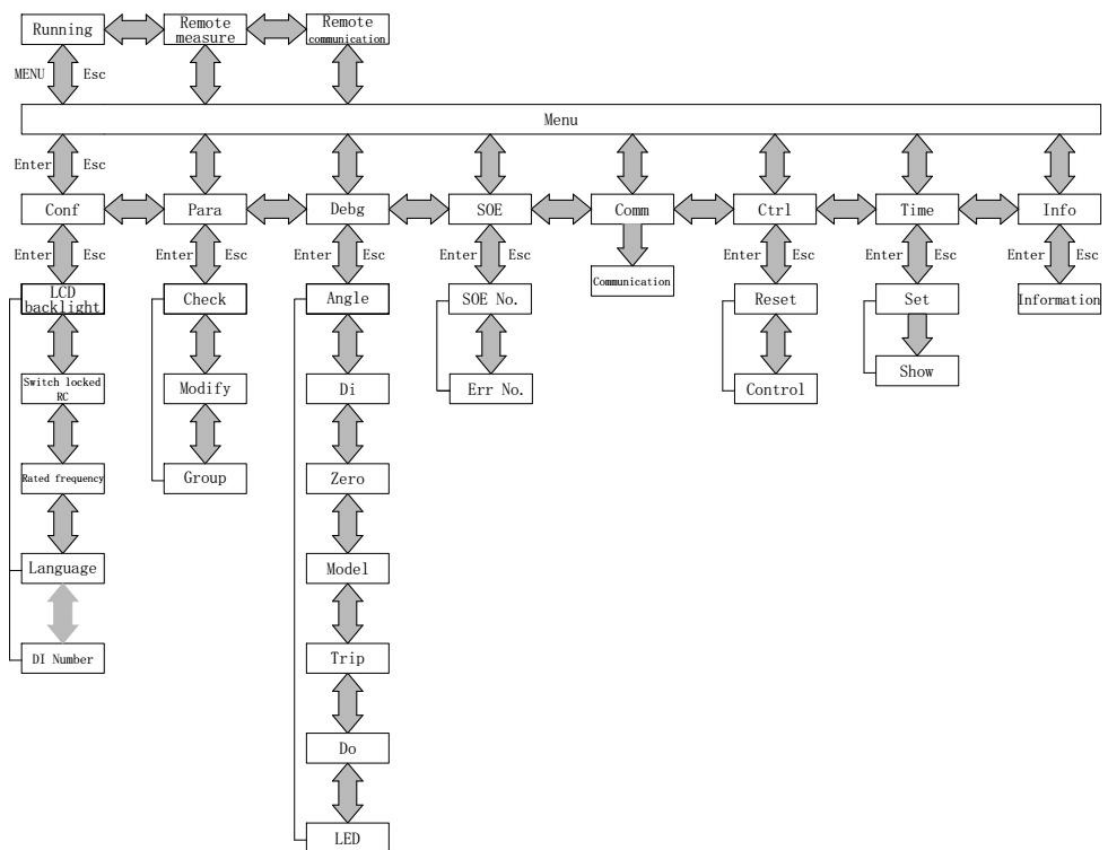 Running
Remote
measure
Remote
communication
MENU
Esc
Menu
Enter
Esc
Conf
Para
Debg
SOE
Comm
Ctrl
Time
Info
Enter
Esc
Enter
Esc
Enter
Esc
Enter
Esc
Enter
Esc
Enter
Esc
Enter
Esc
LCD
backlight
Check
Angle
SOE No.
Communication
Reset
Set
Information
Switch locked
RC
Modify
Di
Err No.
Control
Show
Rated frequency
Group
Zero
Language
Model
DI Number
Trip
Do
LED